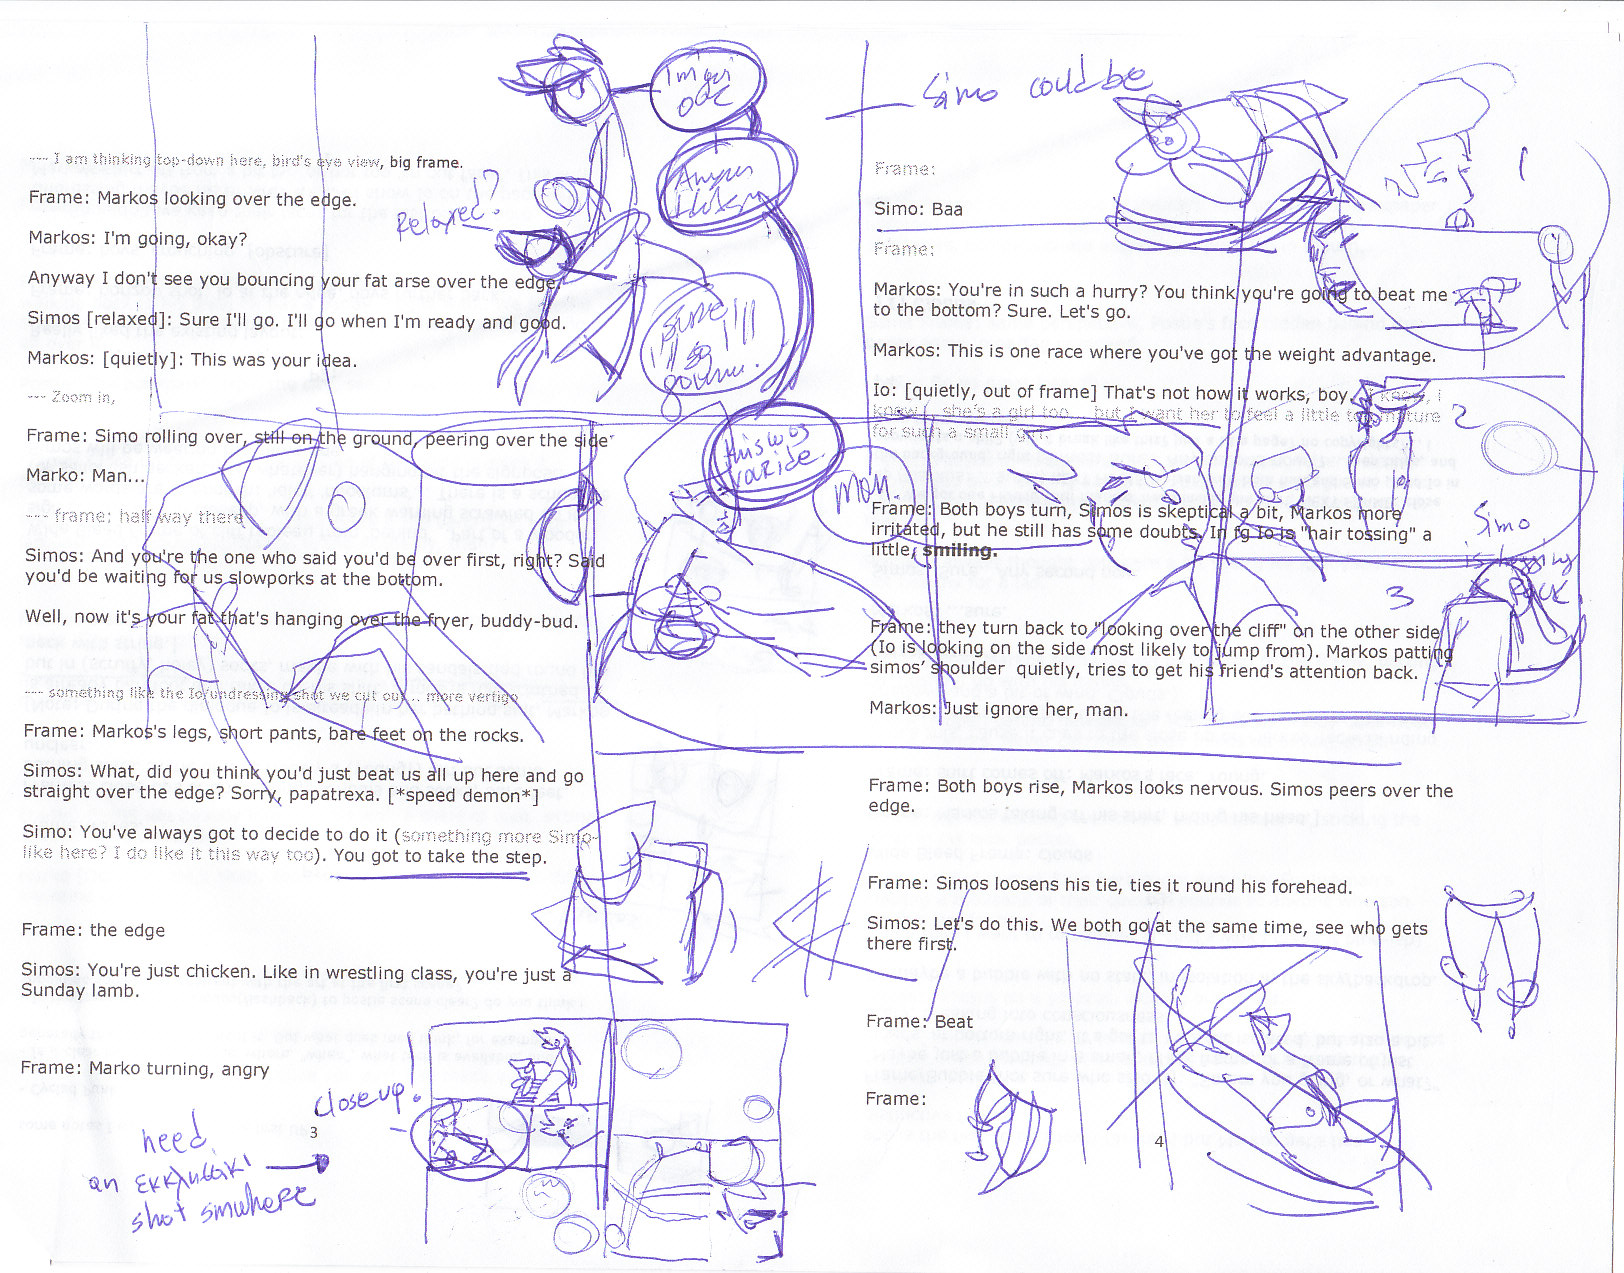 --- I am thinking top-down here, bird's eye view, big frame.
Frame: Markos looking over the edge.
Relaxed?
Markos: I'm going, okay?
Anyway I don't see you bouncing your fat arse over the edge.
Simos [relaxed]: Sure I'll go. I'll go when I'm ready and good.
Markos: [quietly]: This was your idea.
--- Zoom in,
Frame: Simo rolling over, still on the ground, peering over the side
Marko: Man...
--- frame: half way there
Simos: And you're the one who said you'd be over first, right? Said
you'd be waiting for us slowporks at the bottom.
Well, now it's your fat that's hanging over the fryer, buddy-bud.
--- something like the Io/undressing shot we cut out... more vertigo
Frame: Markos's legs, short pants, bare feet on the rocks.
Simos: What, did you think you'd just beat us all up here and go
straight over the edge? Sorry, papatrexa. [*speed demon*]
Simo: You've always got to decide to do it (something more Simo-
like here? I do like it this way too). You got to take the step.
Frame: the edge
Simos: You're just chicken. Like in wrestling class, you're just a
Sunday lamb.
Frame: Marko turning, angry
close up!
3
need
an εκκλησάκι
shot smwhere
this was
man.
Simo could be
Frame:
Simo: Baa
1
Frame:
Markos: You're in such a hurry? You think you're going to beat me
to the bottom? Sure. Let's go.
Markos: This is one race where you've got the weight advantage.
Io: [quietly, out of frame] That's not how it works, boy. I know, I
know, she's a girl too... but I want her to feel a little too mature
for such a small girl.
2
Frame: Both boys turn, Simos is skeptical a bit, Markos more
irritated, but he still has some doubts. In fg Io is "hair tossing" a
little, smiling.
Simo
is
3
Frame: they turn back to "looking over the cliff" on the other side
(Io is looking on the side most likely to jump from). Markos patting
simos' shoulder quietly, tries to get his friend's attention back.
Markos: Just ignore her, man.
Frame: Both boys rise, Markos looks nervous. Simos peers over the
edge.
Frame: Simos loosens his tie, ties it round his forehead.
Simos: Let's do this. We both go at the same time, see who gets
there first.
Frame: Beat
Frame:
4